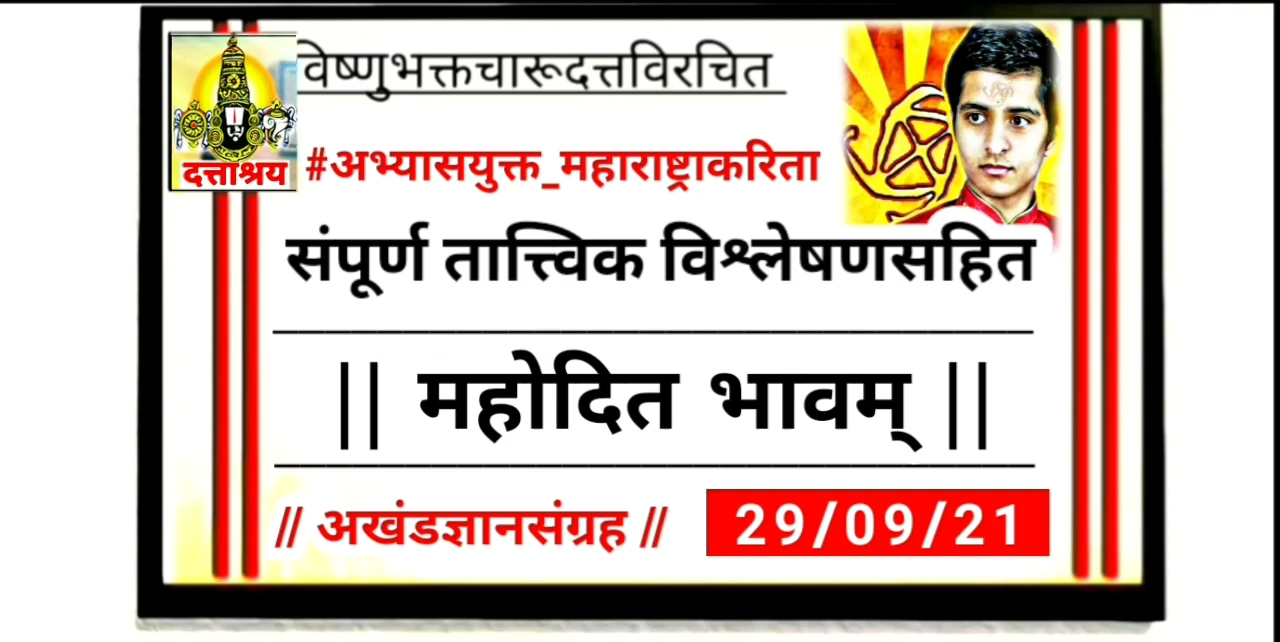 विष्णुभक्तचारूदत्तविरचित
दत्ताश्रय
#अभ्यासयुक्त_महाराष्ट्राकरिता
संपूर्ण तात्त्विक विश्लेषणसहित
|| महोदित भावम् ||
// अखंडज्ञानसंग्रह // 29/09/21